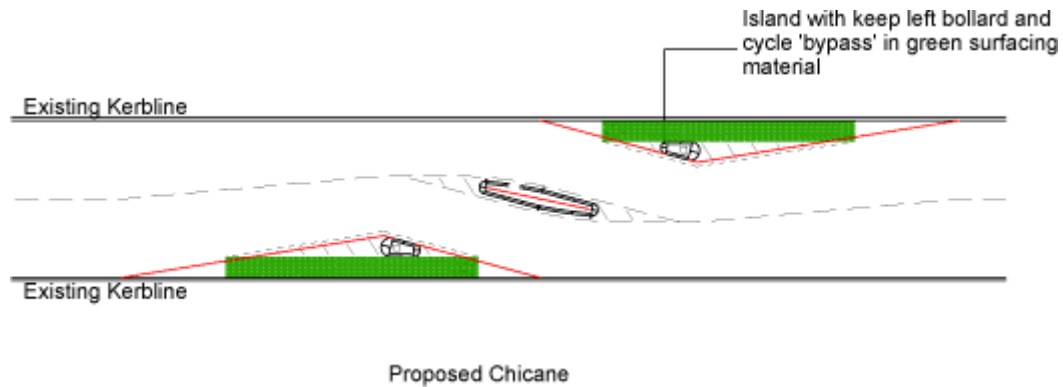 Island with keep left bollard and
cycle 'bypass' in green surfacing
material
Existing Kerbline
Existing Kerbline
Proposed Chicane